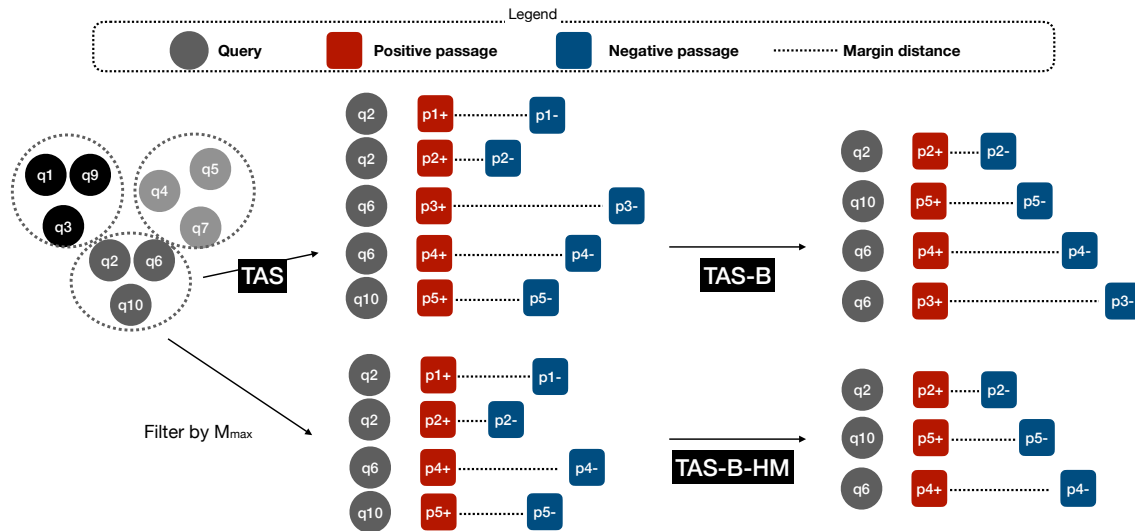 Legend
Query Positive passage Negative passage Margin distance
q1 q9
q3
q5
q4
q7
q2 q6
q10
TAS
q2 p1+ p1-
q2 p2+ p2-
q6 p3+ p3-
q6 p4+ p4-
q10 p5+ p5-
TAS-B
q2 p2+ p2-
q10 p5+ p5-
q6 p4+ p4-
q6 p3+ p3-
Filter by Mmax
q2 p1+ p1-
q2 p2+ p2-
q6 p4+ p4-
q10 p5+ p5-
TAS-B-HM
q2 p2+ p2-
q10 p5+ p5-
q6 p4+ p4-